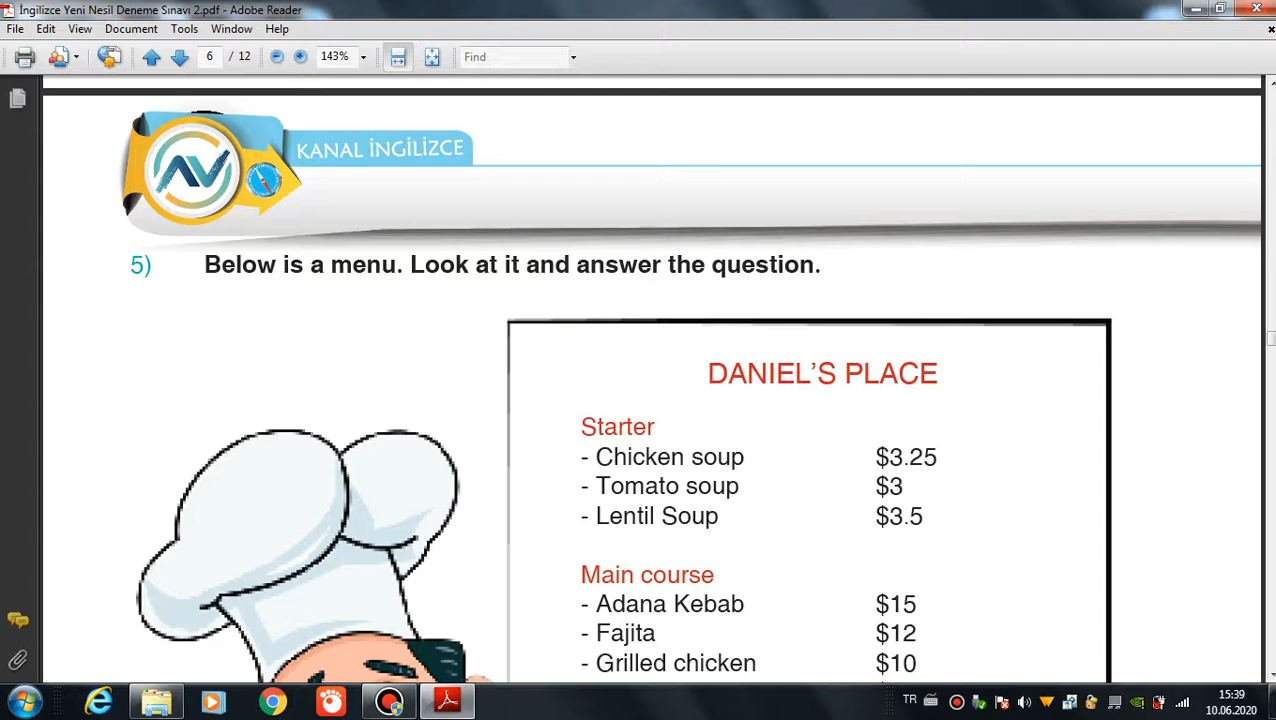 İngilizce Yeni Nesil Deneme Sınavı 2.pdf - Adobe Reader
File Edit View Document Tools Window Help
6 / 12 143% Find
KANAL İNGİLİZCE
5) Below is a menu. Look at it and answer the question.
DANIEL'S PLACE
Starter
- Chicken soup $3.25
- Tomato soup $3
- Lentil Soup $3.5
Main course
- Adana Kebab $15
- Fajita $12
- Grilled chicken $10
TR 15:39
10.06.2020